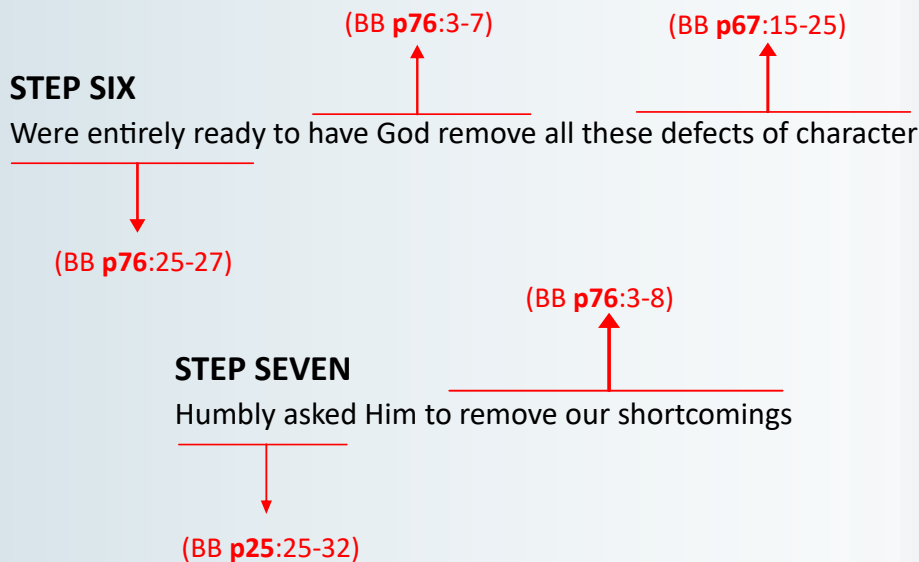 (BB p76:3-7) (BB p67:15-25)
STEP SIX
Were entirely ready to have God remove all these defects of character
(BB p76:25-27)
(BB p76:3-8)
STEP SEVEN
Humbly asked Him to remove our shortcomings
(BB p25:25-32)